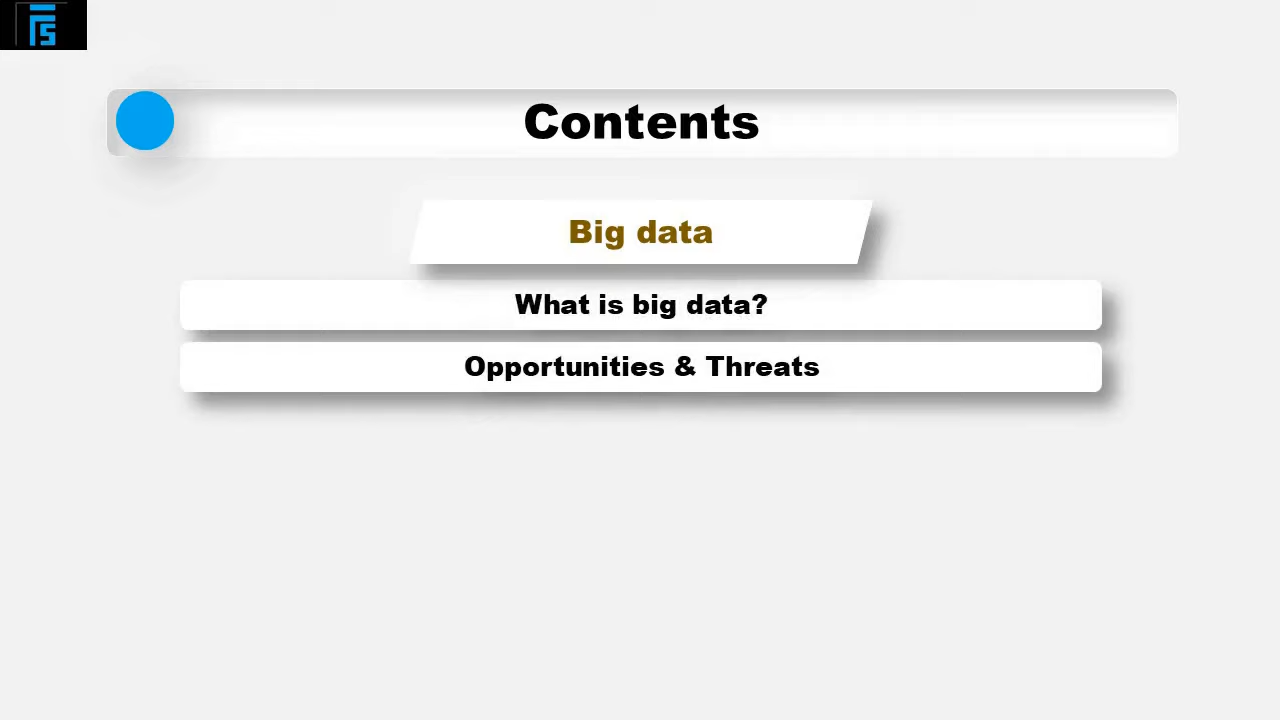 Contents
Big data
What is big data?
Opportunities & Threats